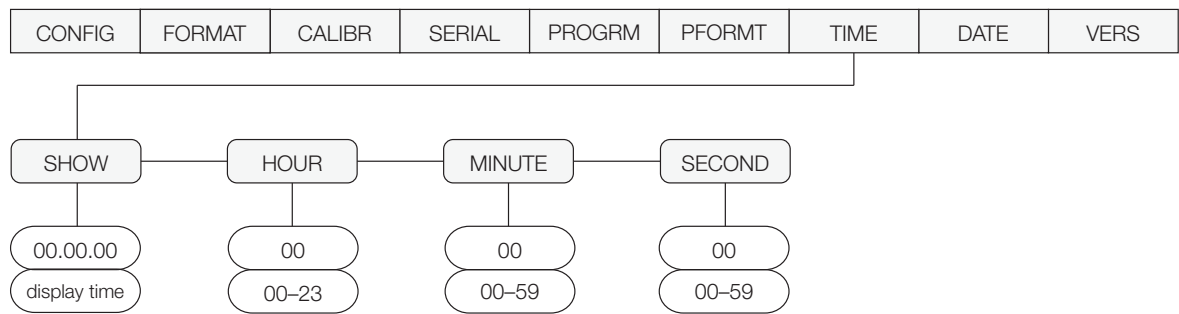 CONFIG FORMAT CALIBR SERIAL PROGRM PFORMT TIME DATE VERS
SHOW HOUR MINUTE SECOND
00.00.00 00 00 00
display time 00–23 00–59 00–59